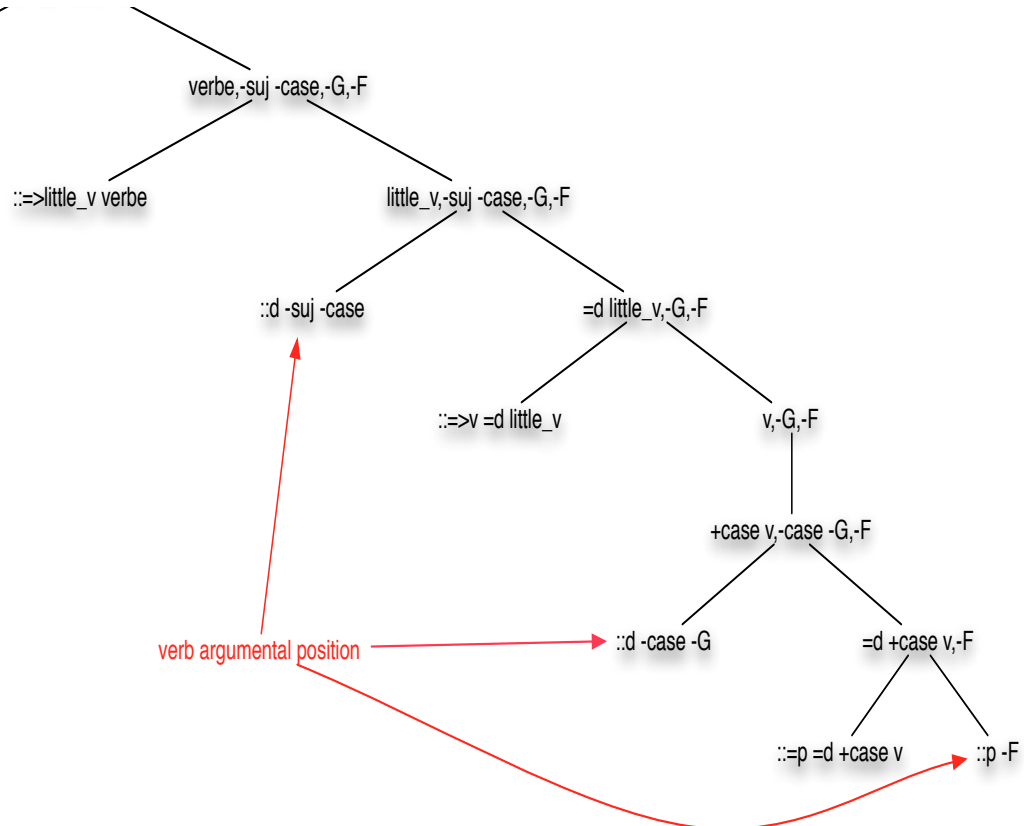 verbe,-suj -case,-G,-F
::=>little_v verbe
little_v,-suj -case,-G,-F
::d -suj -case
=d little_v,-G,-F
::=>v =d little_v
v,-G,-F
+case v,-case -G,-F
verb argumental position
::d -case -G
=d +case v,-F
::=p =d +case v
::p -F